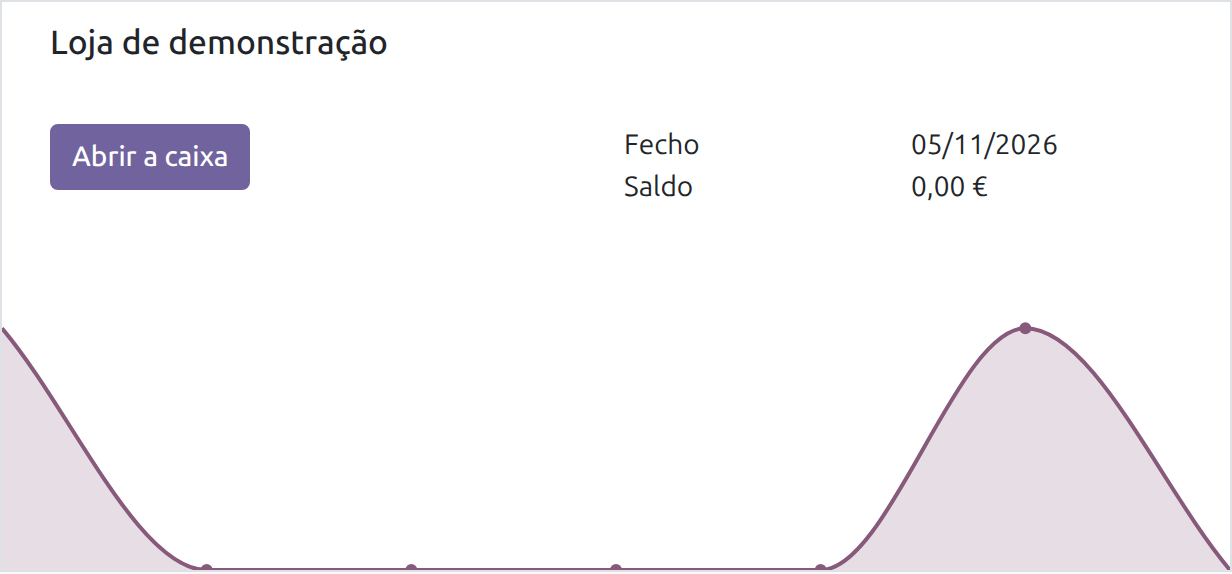 Loja de demonstração
Abrir a caixa
Fecho 05/11/2026
Saldo 0,00 €